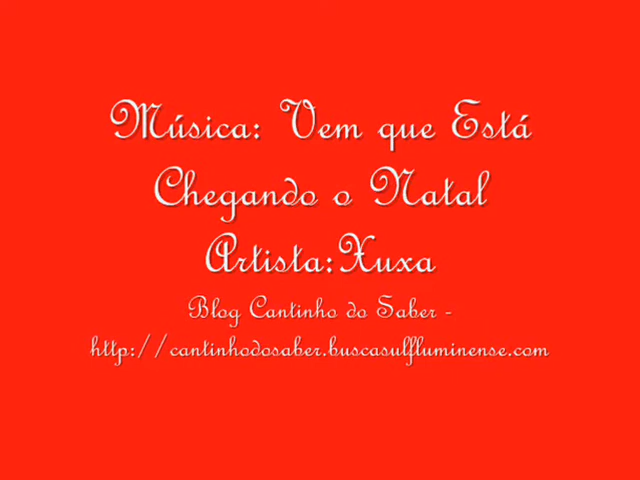 Música: Vem que Está
Chegando o Natal
Artista:Xuxa
Blog Cantinho do Saber -
http://cantinhodosaber.buscasulfluminense.com